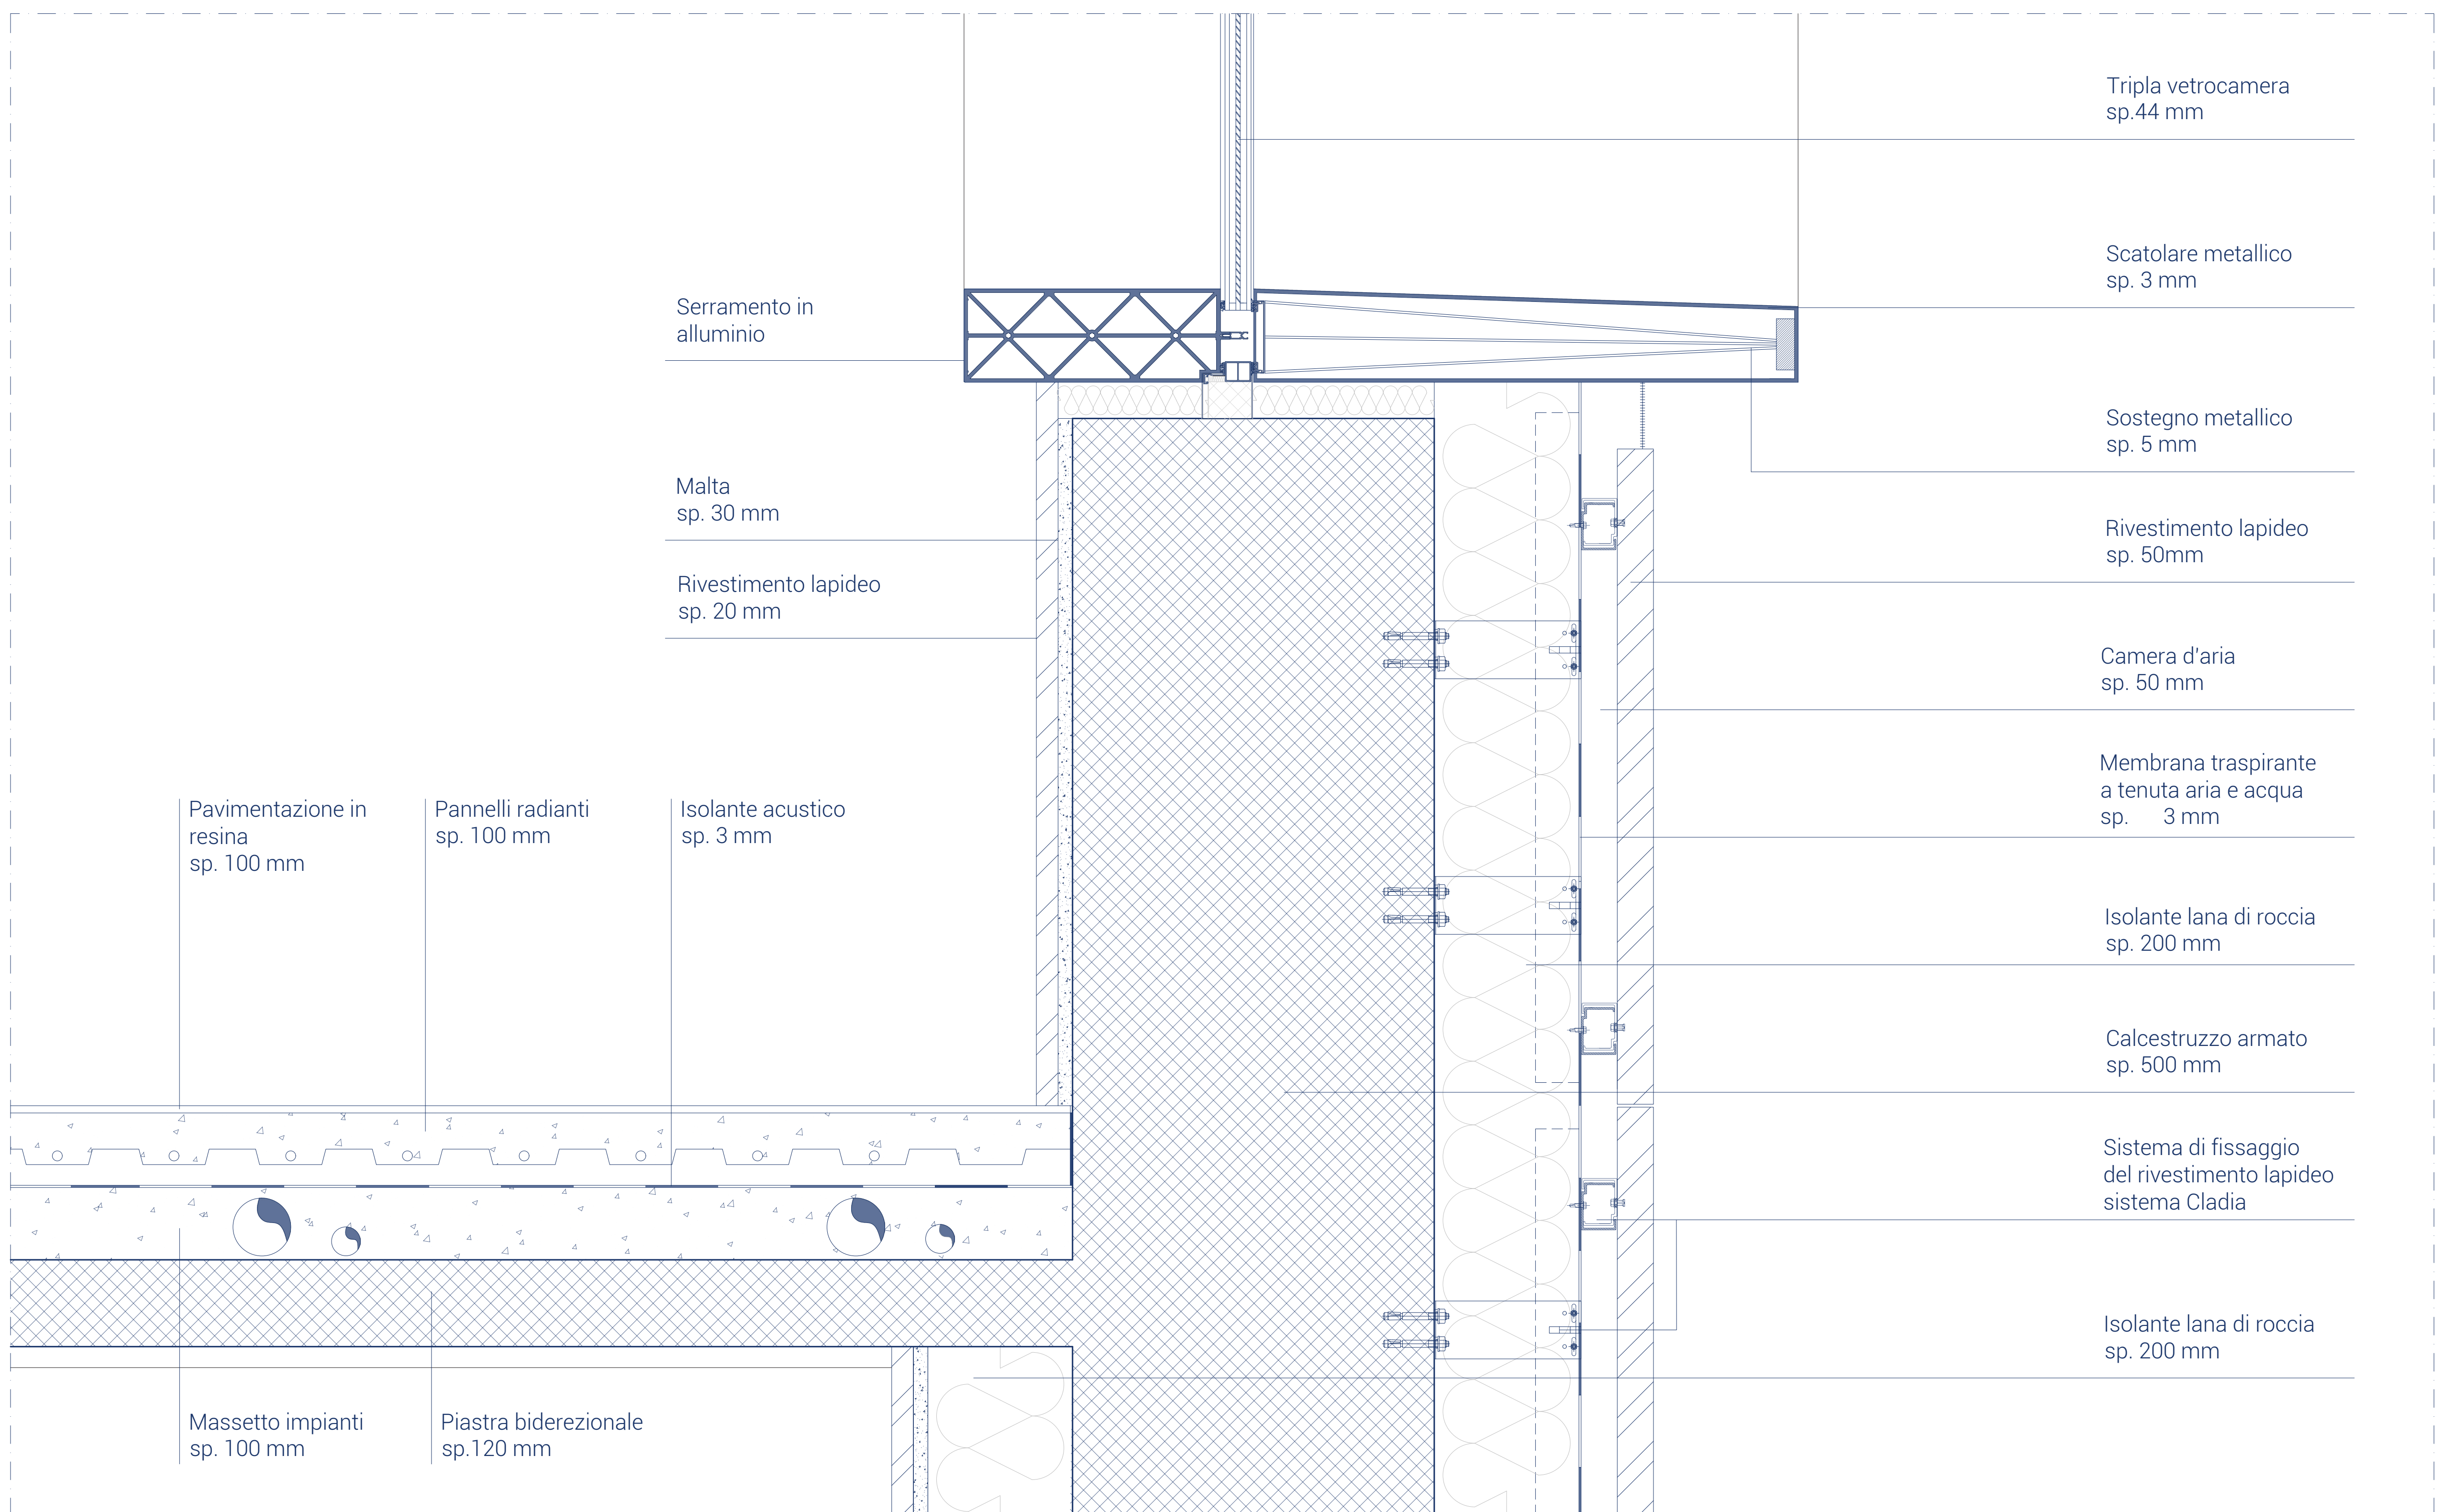 Tripla vetrocamera
sp.44 mm
Scatolare metallico
sp. 3 mm
Serramento in
alluminio
Sostegno metallico
sp. 5 mm
Malta
sp. 30 mm
Rivestimento lapideo
sp. 50mm
Rivestimento lapideo
sp. 20 mm
Camera d'aria
sp. 50 mm
Membrana traspirante
a tenuta aria e acqua
sp. 3 mm
Pavimentazione in
resina
sp. 100 mm
Pannelli radianti
sp. 100 mm
Isolante acustico
sp. 3 mm
Isolante lana di roccia
sp. 200 mm
Calcestruzzo armato
sp. 500 mm
Sistema di fissaggio
del rivestimento lapideo
sistema Cladia
Isolante lana di roccia
sp. 200 mm
Massetto impianti
sp. 100 mm
Piastra biderezionale
sp.120 mm